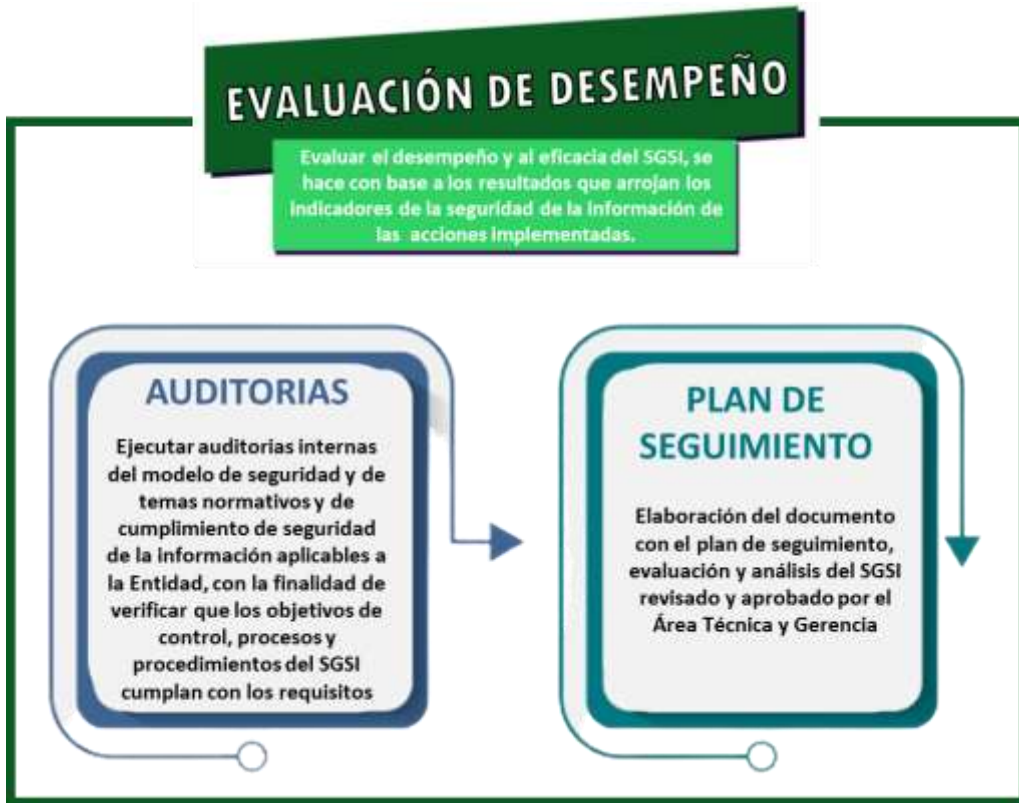 EVALUACIÓN DE DESEMPEÑO
Evaluar el desempeño y al eficacia del SGSI, se
hace con base a los resultados que arrojan los
indicadores de la seguridad de la información de
las acciones implementadas.
AUDITORIAS
Ejecutar auditorias internas
del modelo de seguridad y de
temas normativos y de
cumplimiento de seguridad
de la información aplicables a
la Entidad, con la finalidad de
verificar que los objetivos de
control, procesos y
procedimientos del SGSI
cumplan con los requisitos
PLAN DE
SEGUIMIENTO
Elaboración del documento
con el plan de seguimiento,
evaluación y análisis del SGSI
revisado y aprobado por el
Área Técnica y Gerencia